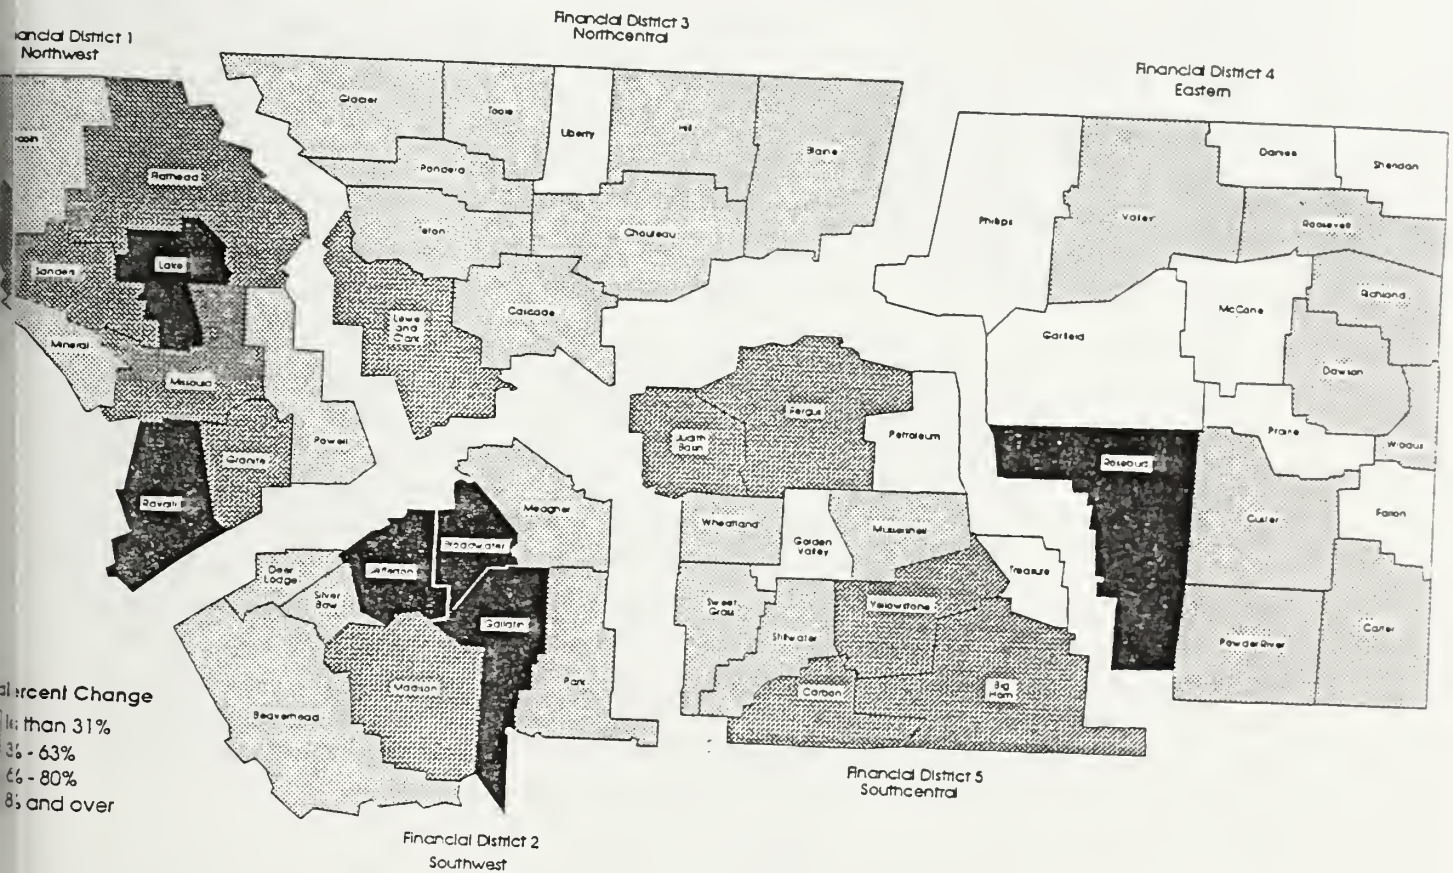 ancial District 1
Northwest
Financial District 3
Northcentral
Financial District 4
Eastern
coln
Flathead
Sanders
Lake
Mineral
Missoula
Powell
Granite
Ravalli
Glacier
Toole
Liberty
Hill
Blaine
Pondera
Teton
Chouteau
Lewis
and
Clark
Cascade
Phillips
Valley
Daniels
Sheridan
Roosevelt
Richland
McCone
Garfield
Dawson
Prairie
Wibaux
Rosebud
Custer
Fallon
Powder River
Carter
Judith
Basin
Fergus
Petroleum
Wheatland
Golden
Valley
Musselshell
Treasure
Sweet
Grass
Stillwater
Yellowstone
Carbon
Big
Horn
Meagher
Broadwater
Jefferson
Deer
Lodge
Silver
Bow
Gallatin
Madison
Park
Beaverhead
ercent Change
than 31%
- 63%
- 80%
and over
Financial District 5
Southcentral
Financial District 2
Southwest